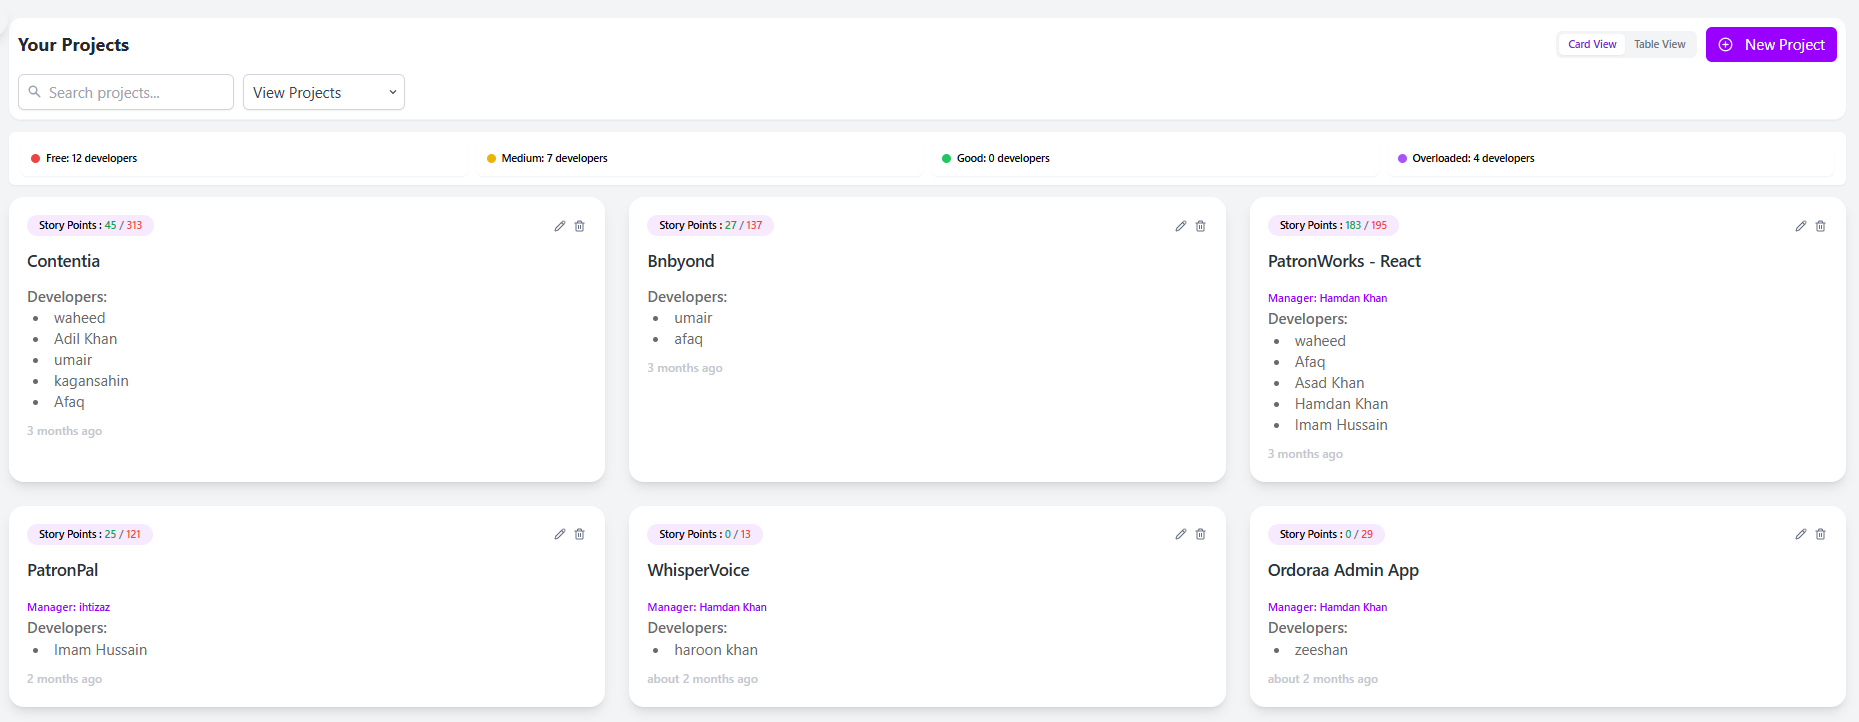 Your Projects
Card View
Table View
New Project
Search projects...
View Projects
Free: 12 developers
Medium: 7 developers
Good: 0 developers
Overloaded: 4 developers
Story Points : 45 / 313
Contentia
Developers:
waheed
Adil Khan
umair
kagansahin
Afaq
3 months ago
Story Points : 27 / 137
Bnbyond
Developers:
umair
afaq
3 months ago
Story Points : 183 / 195
PatronWorks - React
Manager: Hamdan Khan
Developers:
waheed
Afaq
Asad Khan
Hamdan Khan
Imam Hussain
3 months ago
Story Points : 25 / 121
PatronPal
Manager: ihtizaz
Developers:
Imam Hussain
2 months ago
Story Points : 0 / 13
WhisperVoice
Manager: Hamdan Khan
Developers:
haroon khan
about 2 months ago
Story Points : 0 / 29
Ordoraa Admin App
Manager: Hamdan Khan
Developers:
zeeshan
about 2 months ago